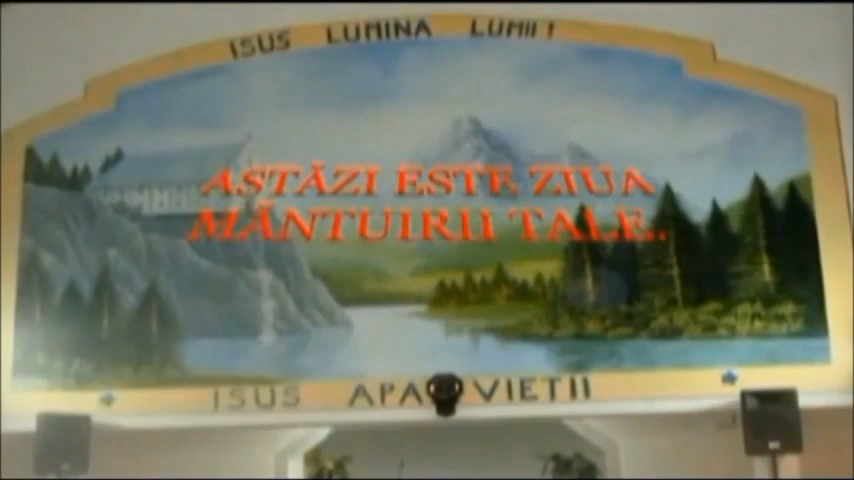 ISUS LUMINA LUMII!
ASTĂZI ESTE ZIUA
MÂNTUIRII TALE..
ISUS APA VIETII